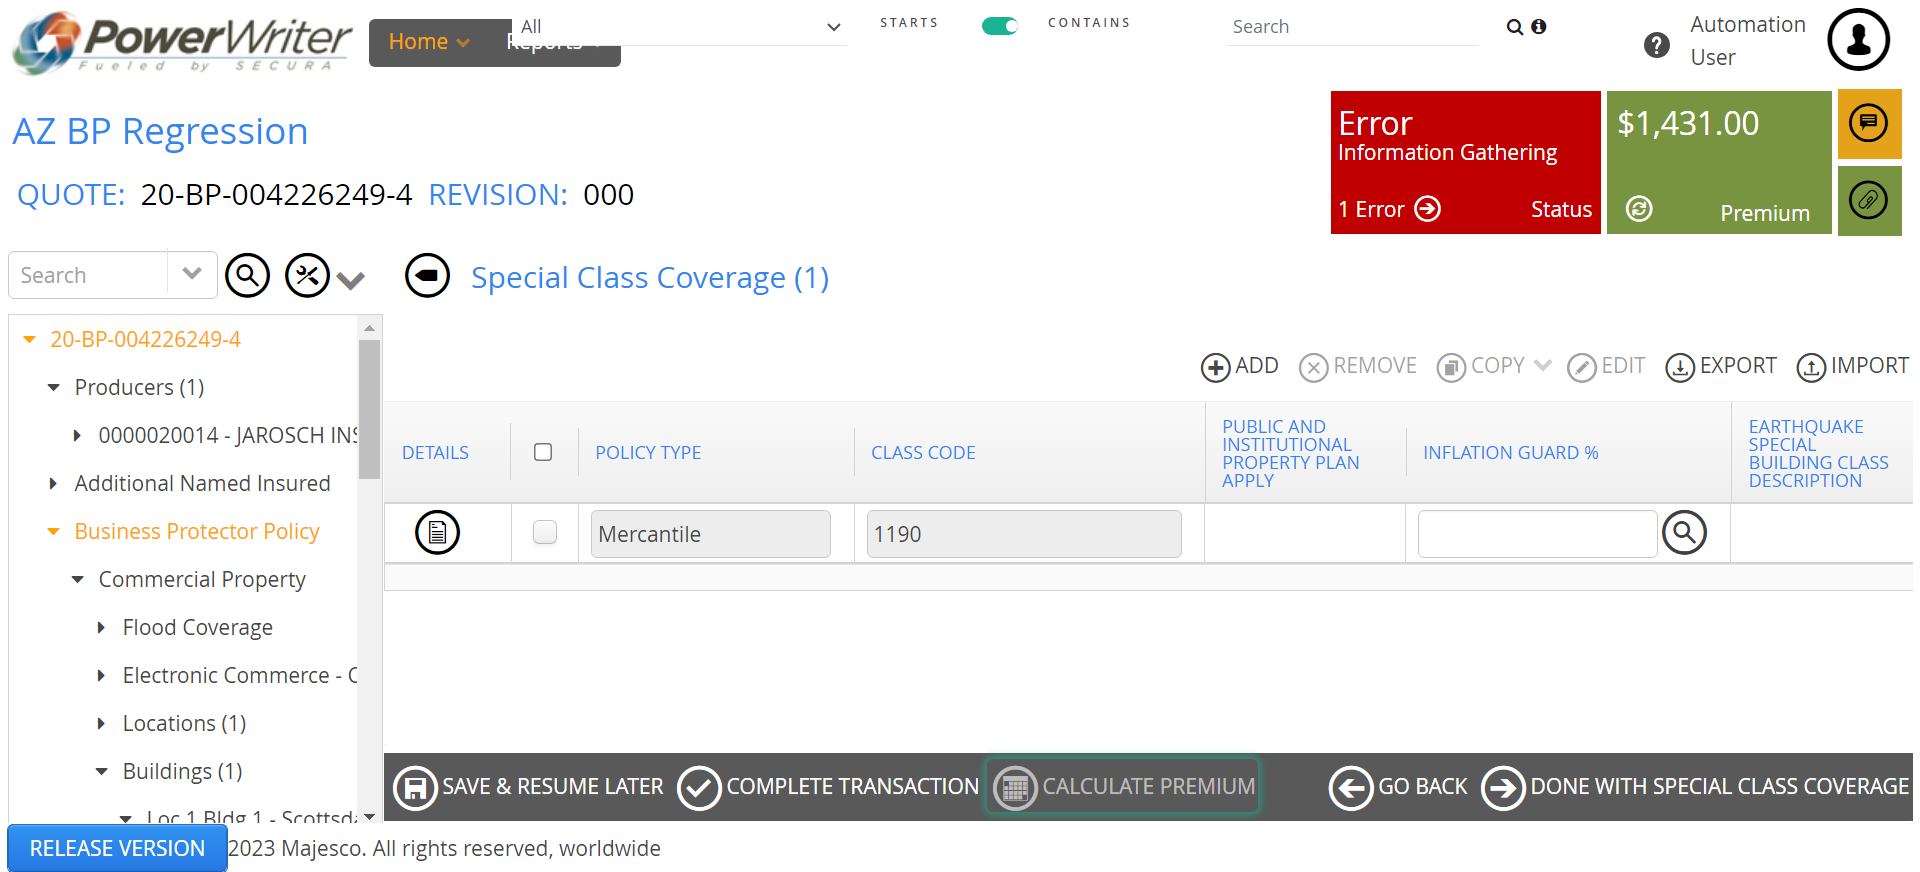 PowerWriter
Fueled by SECURA
Home
Reports
All
STARTS
CONTAINS
Search
Automation
User
AZ BP Regression
QUOTE: 20-BP-004226249-4 REVISION: 000
Error
Information Gathering
1 Error
Status
$1,431.00
Premium
Search
Special Class Coverage (1)
20-BP-004226249-4
Producers (1)
0000020014 - JAROSCH INS
Additional Named Insured
Business Protector Policy
Commercial Property
Flood Coverage
Electronic Commerce - C
Locations (1)
Buildings (1)
Loc 1 Bldg 1 - Scottsda
ADD
REMOVE
COPY
EDIT
EXPORT
IMPORT
DETAILS
POLICY TYPE
CLASS CODE
PUBLIC AND
INSTITUTIONAL
PROPERTY PLAN
APPLY
INFLATION GUARD %
EARTHQUAKE
SPECIAL
BUILDING CLASS
DESCRIPTION
Mercantile
1190
SAVE & RESUME LATER
COMPLETE TRANSACTION
CALCULATE PREMIUM
GO BACK
DONE WITH SPECIAL CLASS COVERAGE
RELEASE VERSION
2023 Majesco. All rights reserved, worldwide